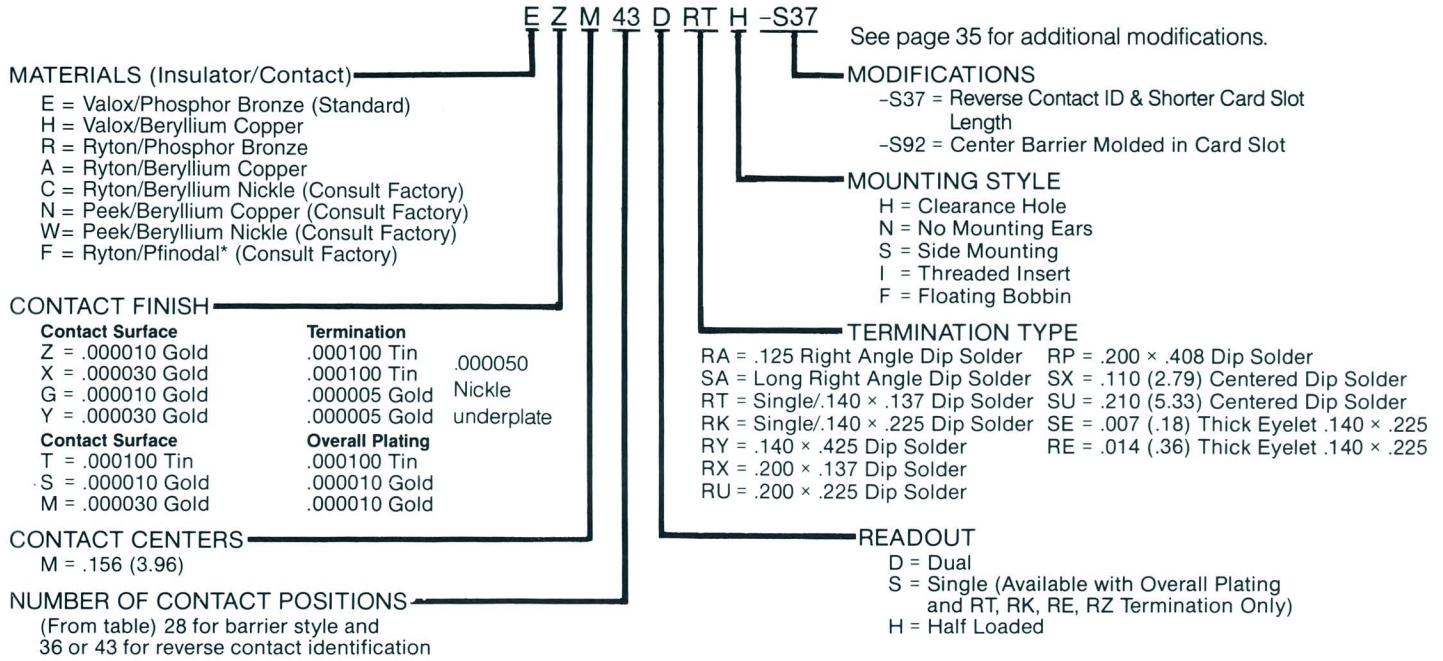 E Z M 43 D RT H -S37
See page 35 for additional modifications.
MATERIALS (Insulator/Contact)
E = Valox/Phosphor Bronze (Standard)
H = Valox/Beryllium Copper
R = Ryton/Phosphor Bronze
A = Ryton/Beryllium Copper
C = Ryton/Beryllium Nickle (Consult Factory)
N = Peek/Beryllium Copper (Consult Factory)
W= Peek/Beryllium Nickle (Consult Factory)
F = Ryton/Pfinodal* (Consult Factory)
CONTACT FINISH
Contact Surface Termination
Z = .000010 Gold .000100 Tin
X = .000030 Gold .000100 Tin
G = .000010 Gold .000005 Gold
Y = .000030 Gold .000005 Gold
.000050
Nickle
underplate
Contact Surface Overall Plating
T = .000100 Tin .000100 Tin
S = .000010 Gold .000010 Gold
M = .000030 Gold .000010 Gold
CONTACT CENTERS
M = .156 (3.96)
NUMBER OF CONTACT POSITIONS
(From table) 28 for barrier style and
36 or 43 for reverse contact identification
MODIFICATIONS
-S37 = Reverse Contact ID & Shorter Card Slot
Length
-S92 = Center Barrier Molded in Card Slot
MOUNTING STYLE
H = Clearance Hole
N = No Mounting Ears
S = Side Mounting
I = Threaded Insert
F = Floating Bobbin
TERMINATION TYPE
RA = .125 Right Angle Dip Solder RP = .200 × .408 Dip Solder
SA = Long Right Angle Dip Solder SX = .110 (2.79) Centered Dip Solder
RT = Single/.140 × .137 Dip Solder SU = .210 (5.33) Centered Dip Solder
RK = Single/.140 × .225 Dip Solder SE = .007 (.18) Thick Eyelet .140 × .225
RY = .140 × .425 Dip Solder RE = .014 (.36) Thick Eyelet .140 × .225
RX = .200 × .137 Dip Solder
RU = .200 × .225 Dip Solder
READOUT
D = Dual
S = Single (Available with Overall Plating
and RT, RK, RE, RZ Termination Only)
H = Half Loaded